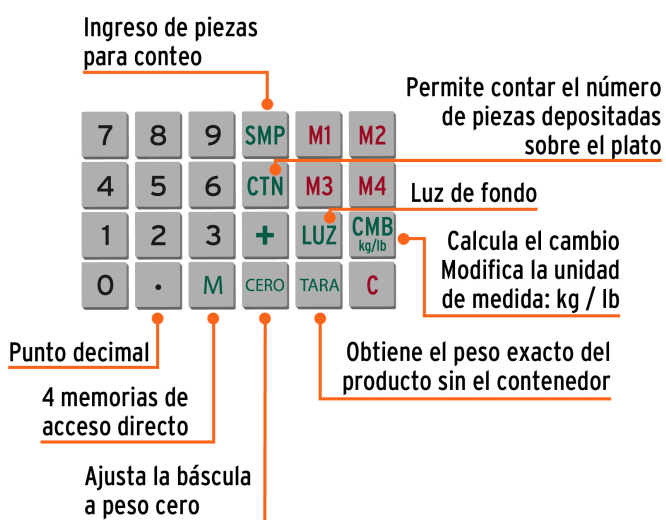 Ingreso de piezas
para conteo
Permite contar el número
de piezas depositadas
sobre el plato
7 8 9 SMP M1 M2
4 5 6 CTN M3 M4
Luz de fondo
1 2 3 + LUZ CMB
kg/lb
Calcula el cambio
Modifica la unidad
de medida: kg / lb
0 . M CERO TARA C
Punto decimal
Obtiene el peso exacto del
producto sin el contenedor
4 memorias de
acceso directo
Ajusta la báscula
a peso cero